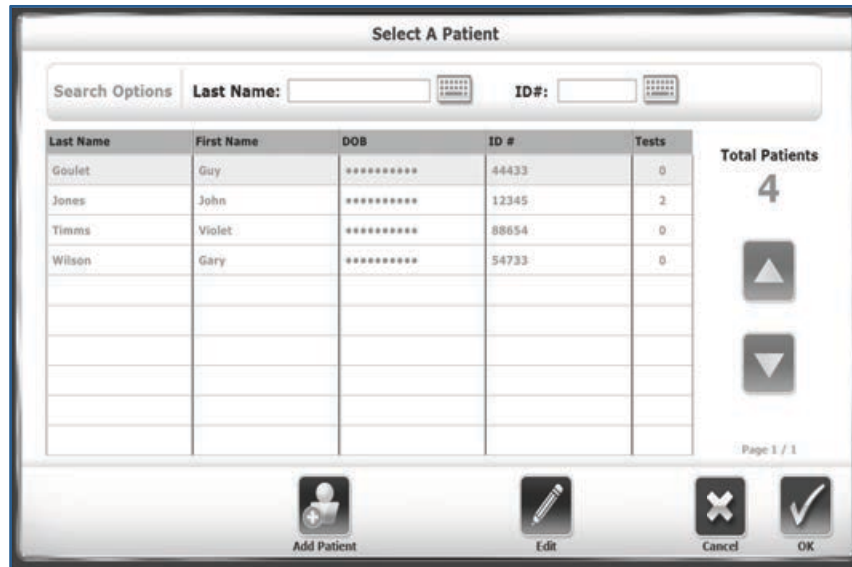 Select A Patient
Search Options Last Name: ID#:
Last Name First Name DOB ID # Tests
Goulet Guy ********** 44433 0
Jones John ********** 12345 2
Timms Violet ********** 88654 0
Wilson Gary ********** 54733 0
Total Patients
4
Page 1 / 1
Add Patient Edit Cancel OK